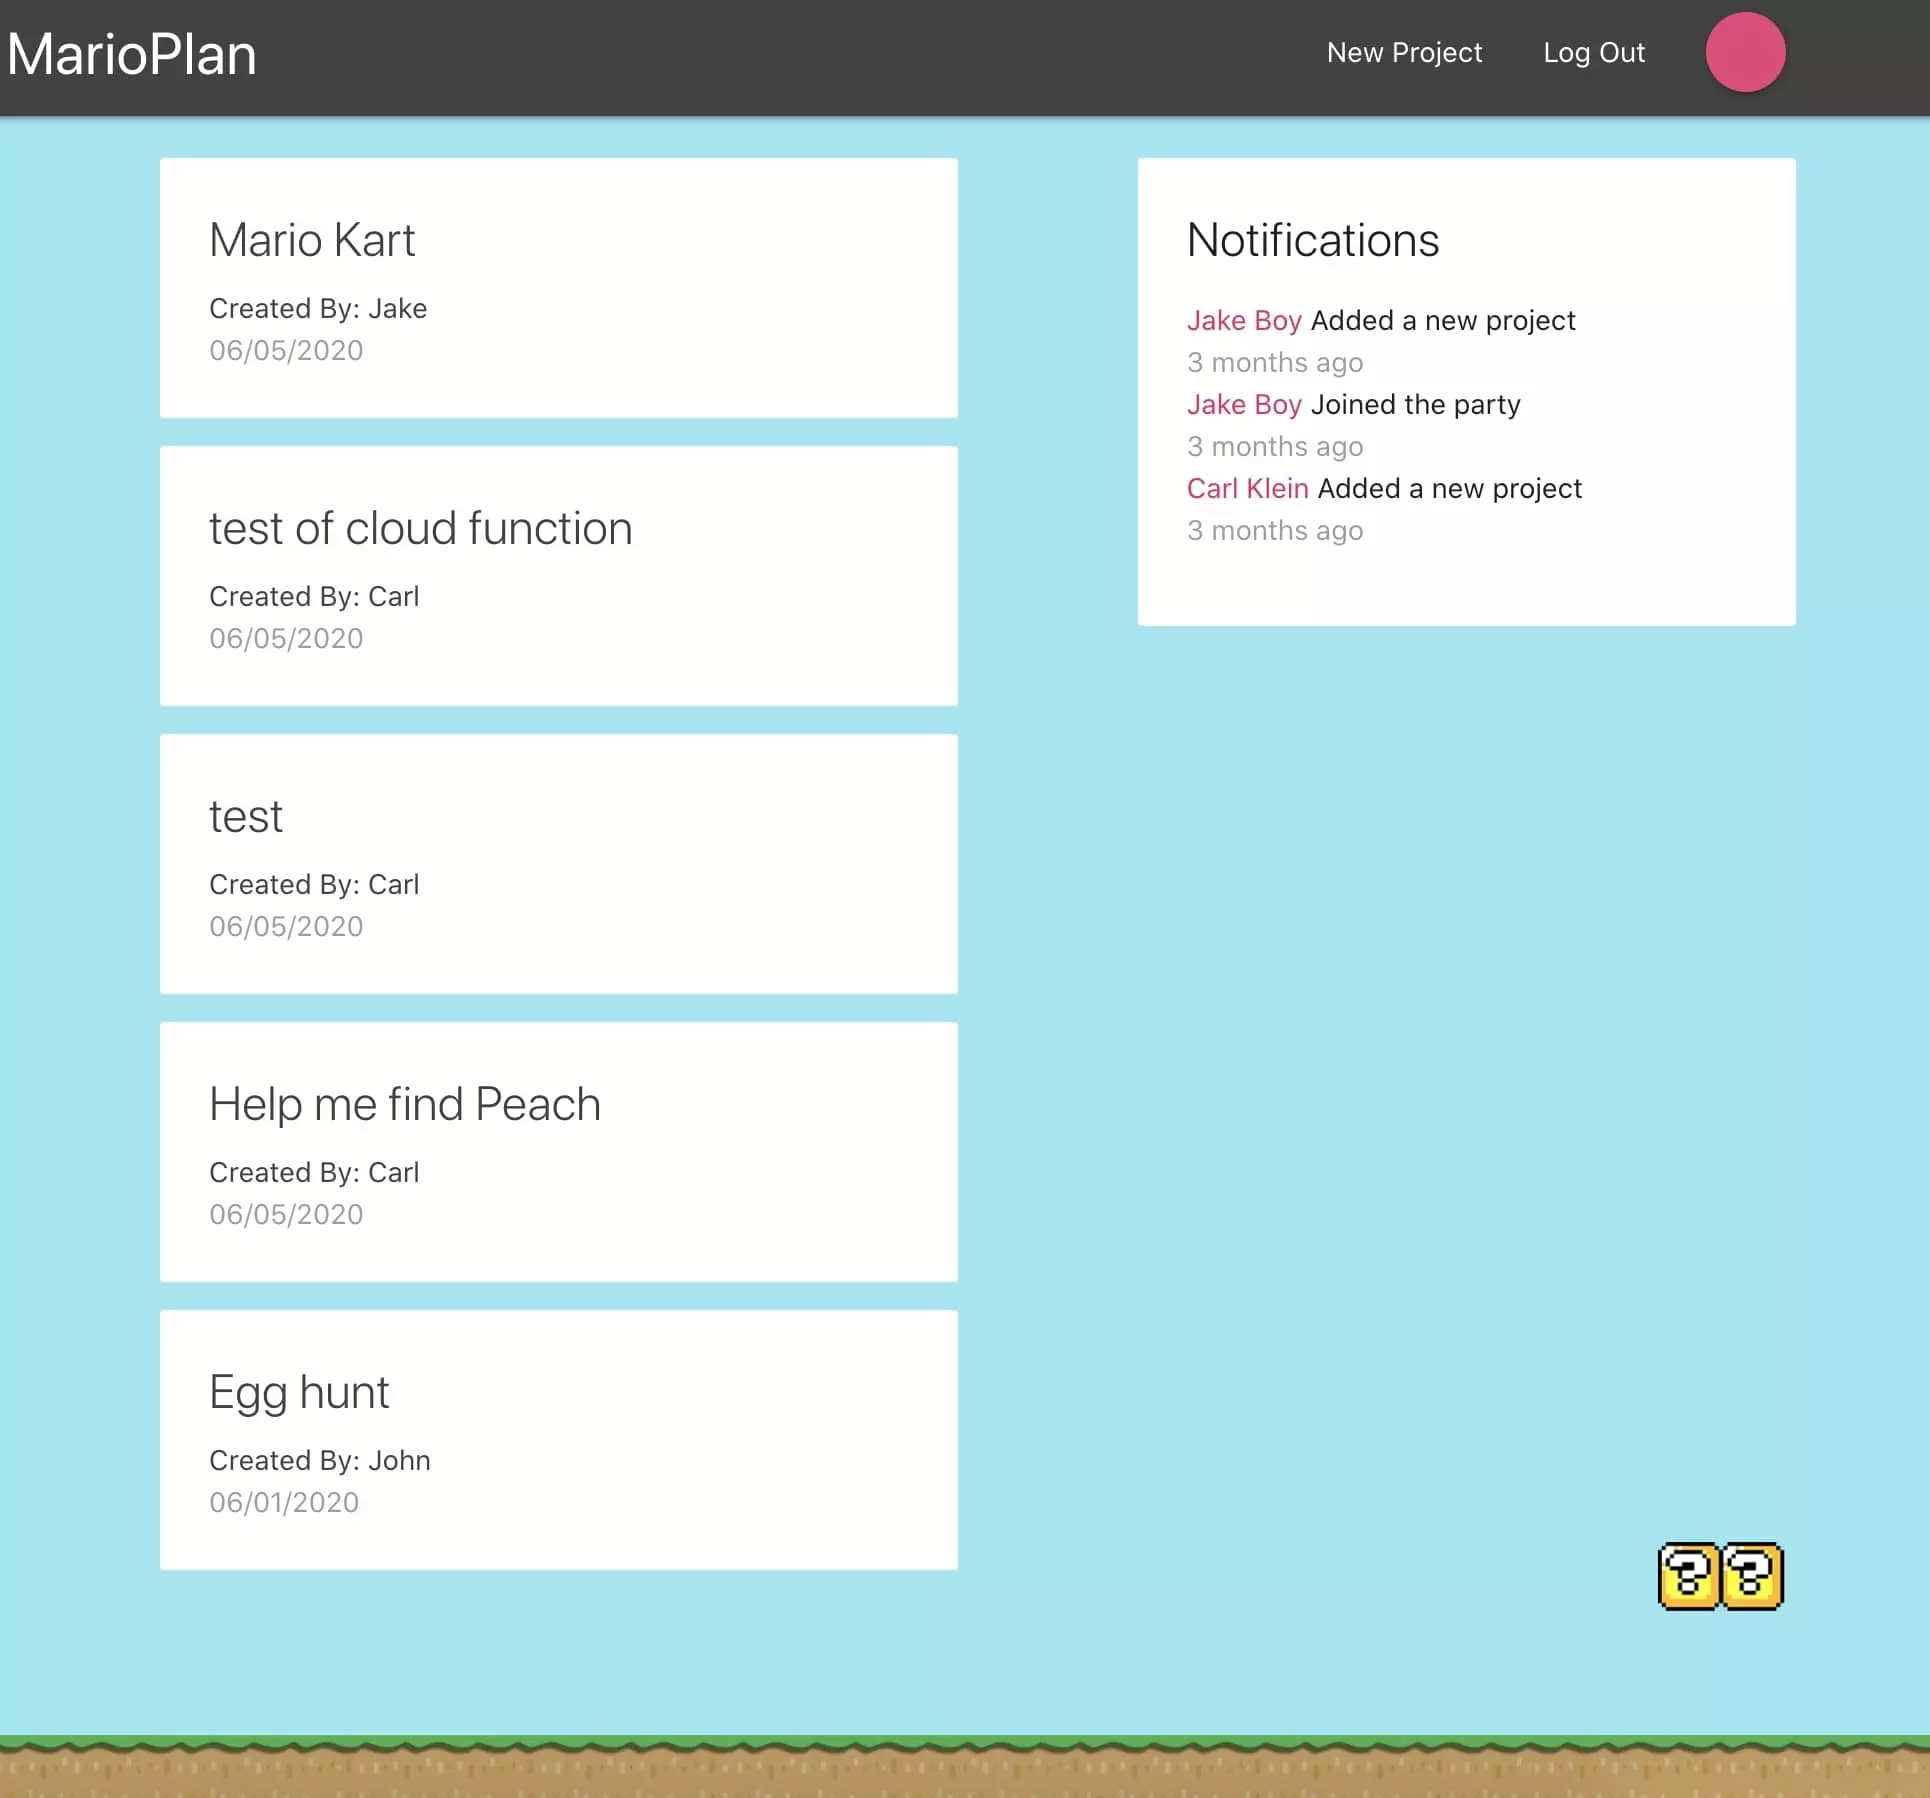 MarioPlan
New Project
Log Out
Mario Kart
Created By: Jake
06/05/2020
test of cloud function
Created By: Carl
06/05/2020
test
Created By: Carl
06/05/2020
Help me find Peach
Created By: Carl
06/05/2020
Egg hunt
Created By: John
06/01/2020
Notifications
Jake Boy Added a new project
3 months ago
Jake Boy Joined the party
3 months ago
Carl Klein Added a new project
3 months ago
? ?